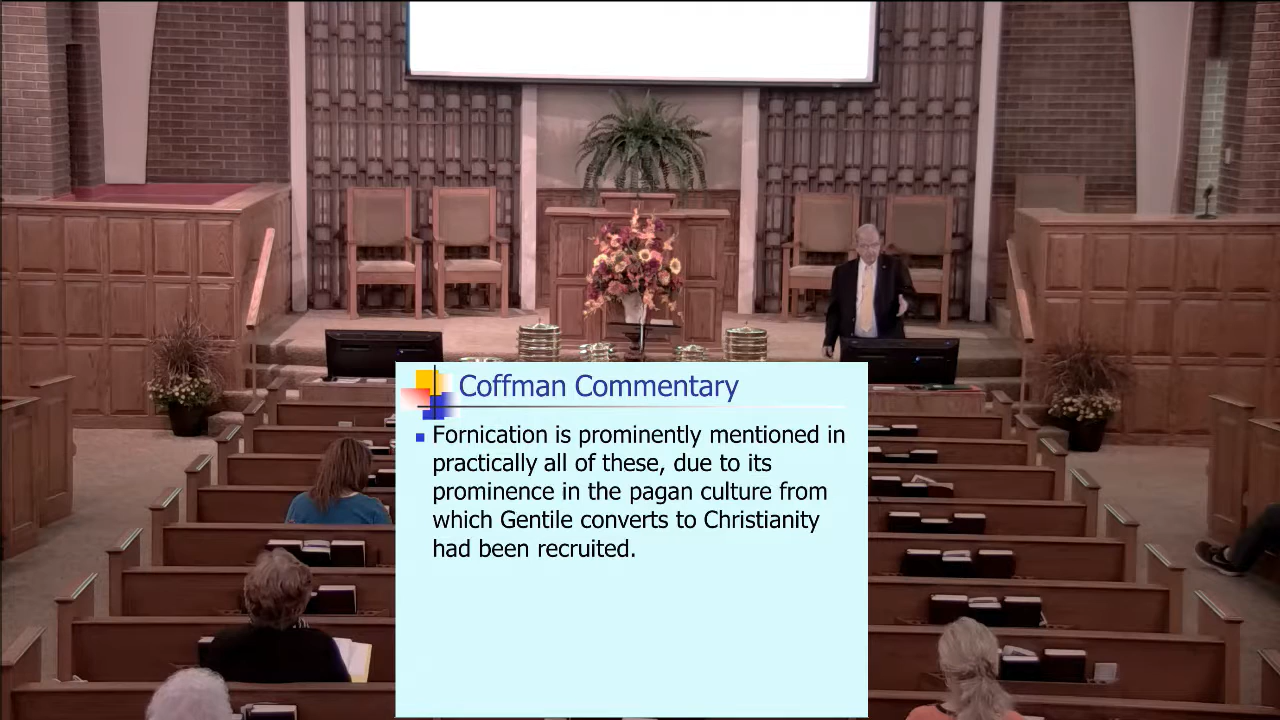 Coffman Commentary
Fornication is prominently mentioned in
practically all of these, due to its
prominence in the pagan culture from
which Gentile converts to Christianity
had been recruited.